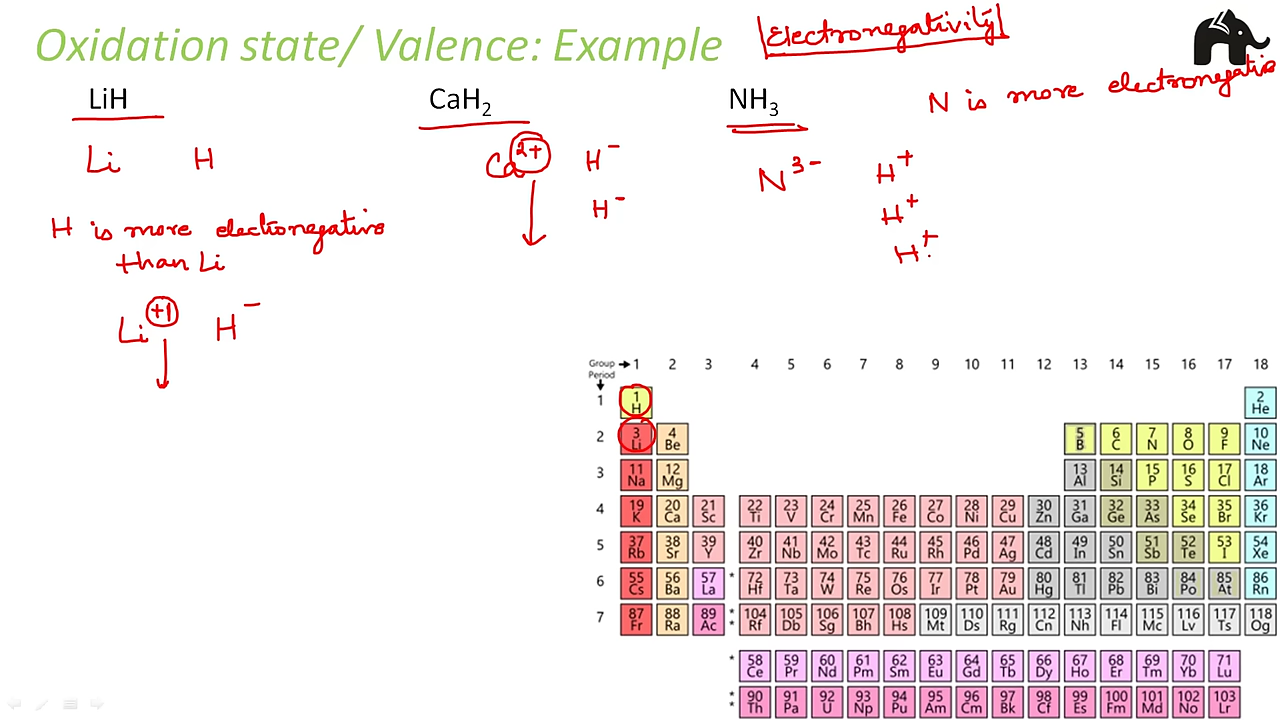 Oxidation state/ Valence: Example
Electronegativity
LiH
CaH2
NH3
N is more electronegative
Li H
Ca2+ H-
H-
N3- H+
H+
H+
H is more electronegative
than Li
Li+1 H-
Group → 1 2 3 4 5 6 7 8 9 10 11 12 13 14 15 16 17 18
Period
1 1 H 2 He
2 3 Li 4 Be 5 B 6 C 7 N 8 O 9 F 10 Ne
3 11 Na 12 Mg 13 Al 14 Si 15 P 16 S 17 Cl 18 Ar
4 19 K 20 Ca 21 Sc 22 Ti 23 V 24 Cr 25 Mn 26 Fe 27 Co 28 Ni 29 Cu 30 Zn 31 Ga 32 Ge 33 As 34 Se 35 Br 36 Kr
5 37 Rb 38 Sr 39 Y 40 Zr 41 Nb 42 Mo 43 Tc 44 Ru 45 Rh 46 Pd 47 Ag 48 Cd 49 In 50 Sn 51 Sb 52 Te 53 I 54 Xe
6 55 Cs 56 Ba 57 La * 72 Hf 73 Ta 74 W 75 Re 76 Os 77 Ir 78 Pt 79 Au 80 Hg 81 Tl 82 Pb 83 Bi 84 Po 85 At 86 Rn
7 87 Fr 88 Ra 89 Ac ** 104 Rf 105 Db 106 Sg 107 Bh 108 Hs 109 Mt 110 Ds 111 Rg 112 Cn 113 Nh 114 Fl 115 Mc 116 Lv 117 Ts 118 Og
* 58 Ce 59 Pr 60 Nd 61 Pm 62 Sm 63 Eu 64 Gd 65 Tb 66 Dy 67 Ho 68 Er 69 Tm 70 Yb 71 Lu
** 90 Th 91 Pa 92 U 93 Np 94 Pu 95 Am 96 Cm 97 Bk 98 Cf 99 Es 100 Fm 101 Md 102 No 103 Lr